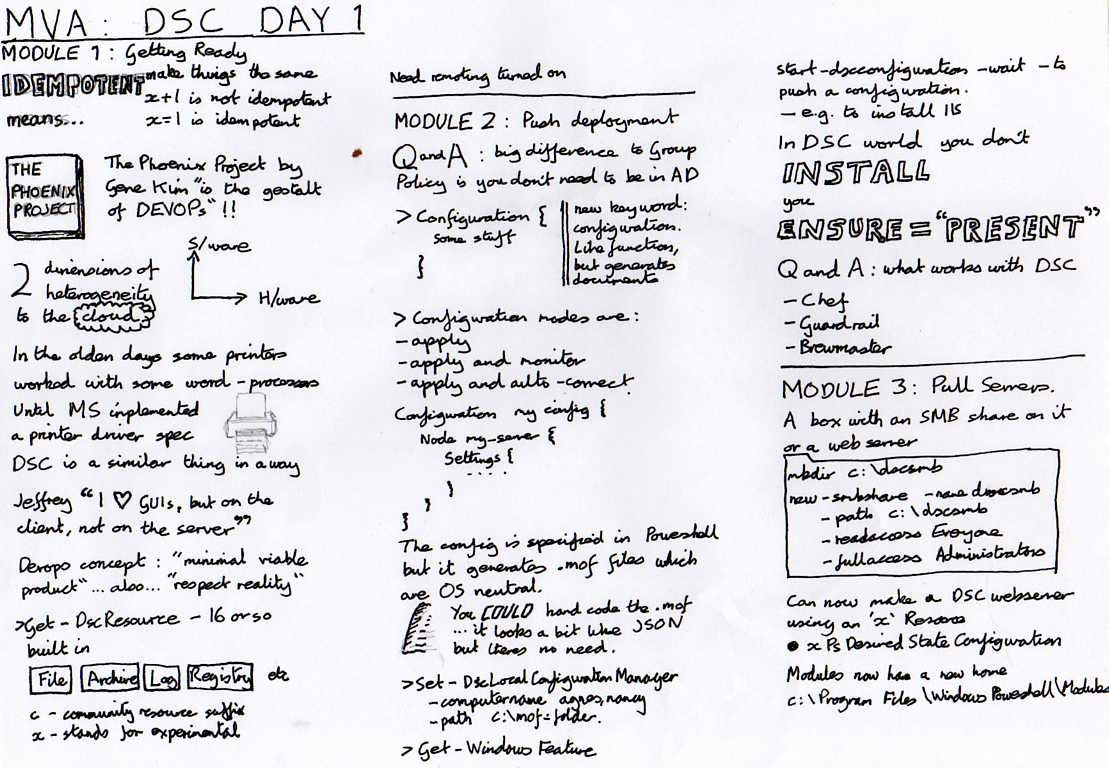 MVA: DSC DAY 1
MODULE 1: Getting Ready
IDEMPOTENT make things the same
x+1 is not idempotent
means... x=1 is idempotent
THE
PHOENIX
PROJECT
The Phoenix Project by
Gene Kim "is the gestalt
of DEVOPs" !!
S/ware
H/ware
2 dimensions of
heterogeneity
to the cloud.
In the olden days some printers
worked with some word-processors
Until MS implemented
a printer driver spec
DSC is a similar thing in a way
Jeffrey "I ♡ GUIs, but on the
client, not on the server"
Devops concept: "minimal viable
product" ... also... "respect reality"
>Get-DscResource - 16 or so
built in
File Archive Log Registry etc
c - community resource suffix
x - stands for experimental
Need remoting turned on
MODULE 2: Push deployment
Q and A: big difference to Group
Policy is you don't need to be in AD
> Configuration {
some stuff
}
new keyword:
configuration.
Like function,
but generates
documents
> Configuration modes are:
- apply
- apply and monitor
- apply and auto-correct
Configuration my config {
Node my-server {
Settings {
. . . .
}
}
}
The config is specified in Poweshell
but it generates .mof files which
are OS neutral.
You COULD hand code the .mof
... it looks a bit like JSON
but theres no need.
>Set-DscLocalConfigurationManager
-computername agnes,nancy
-path c:\mof-folder.
> Get-Windows Feature
start-dscconfiguration -wait - to
push a configuration.
- e.g. to install IIS
In DSC world you don't
INSTALL
you
ENSURE = "PRESENT"
Q and A: what works with DSC
- Chef
- Guardrail
- Brewmaster
MODULE 3: Pull Servers.
A box with an SMB share on it
or a web server
mkdir c:\dscsmb
new-smbshare -name dscsmb
-path c:\dscsmb
-readaccess Everyone
-fullaccess Administrators
Can now make a DSC webserver
using an 'x' Resource
● xPsDesiredStateConfiguration
Modules now has a new home
c:\Program Files\Windows Powershell\Modules